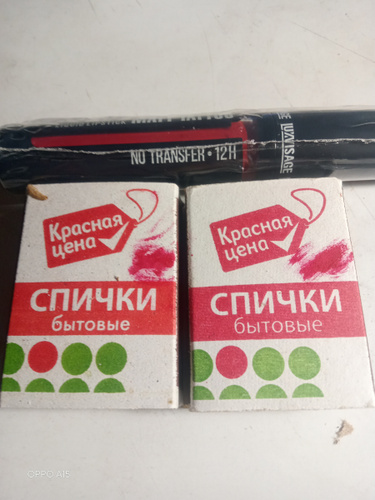 NO TRANSFER • 12H
LUXVISAGE
Красная
цена
СПИЧКИ
бытовые
Красная
цена
СПИЧКИ
бытовые
OPPO A15